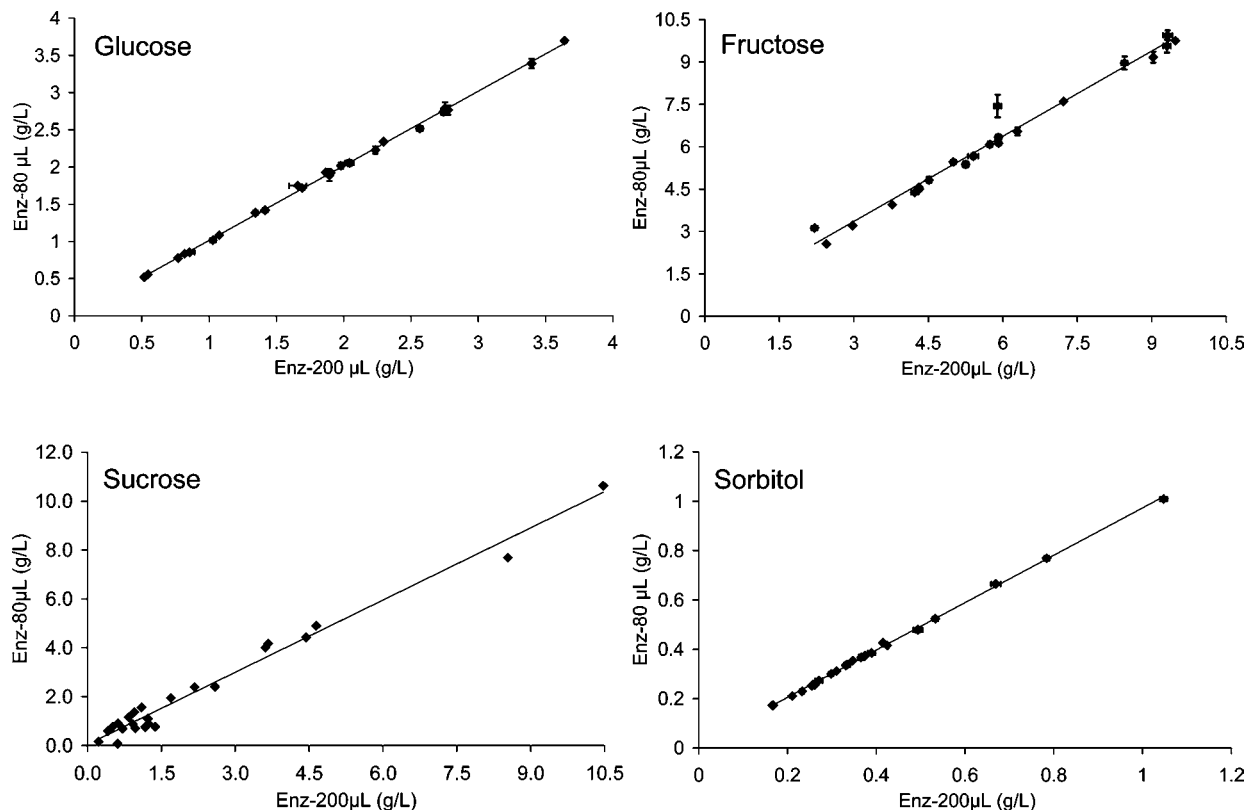 Glucose
Enz-80 µL (g/L)
4
3.5
3
2.5
2
1.5
1
0.5
0
0 0.5 1 1.5 2 2.5 3 3.5 4
Enz-200 µL (g/L)
Fructose
Enz-80µL (g/L)
10.5
9
7.5
6
4.5
3
1.5
0
0 1.5 3 4.5 6 7.5 9 10.5
Enz-200µL (g/L)
Sucrose
Enz-80µL (g/L)
12.0
10.0
8.0
6.0
4.0
2.0
0.0
0.0 1.5 3.0 4.5 6.0 7.5 9.0 10.5
Enz-200µL (g/L)
Sorbitol
Enz-80 µL (g/L)
1.2
1
0.8
0.6
0.4
0.2
0
0 0.2 0.4 0.6 0.8 1 1.2
Enz-200µL (g/L)